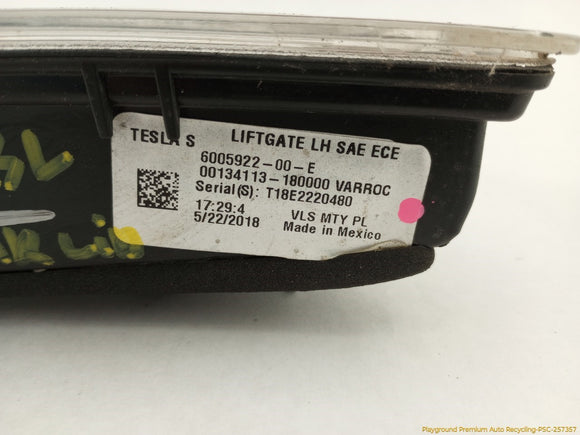 TESLA S LIFTGATE LH SAE ECE
6005922-00-E
00134113-180000 VARROC
Serial(S): T18E2220480
17:29:4 VLS MTY PL
5/22/2018 Made in Mexico
Playground Premium Auto Recycling-PSC-257357